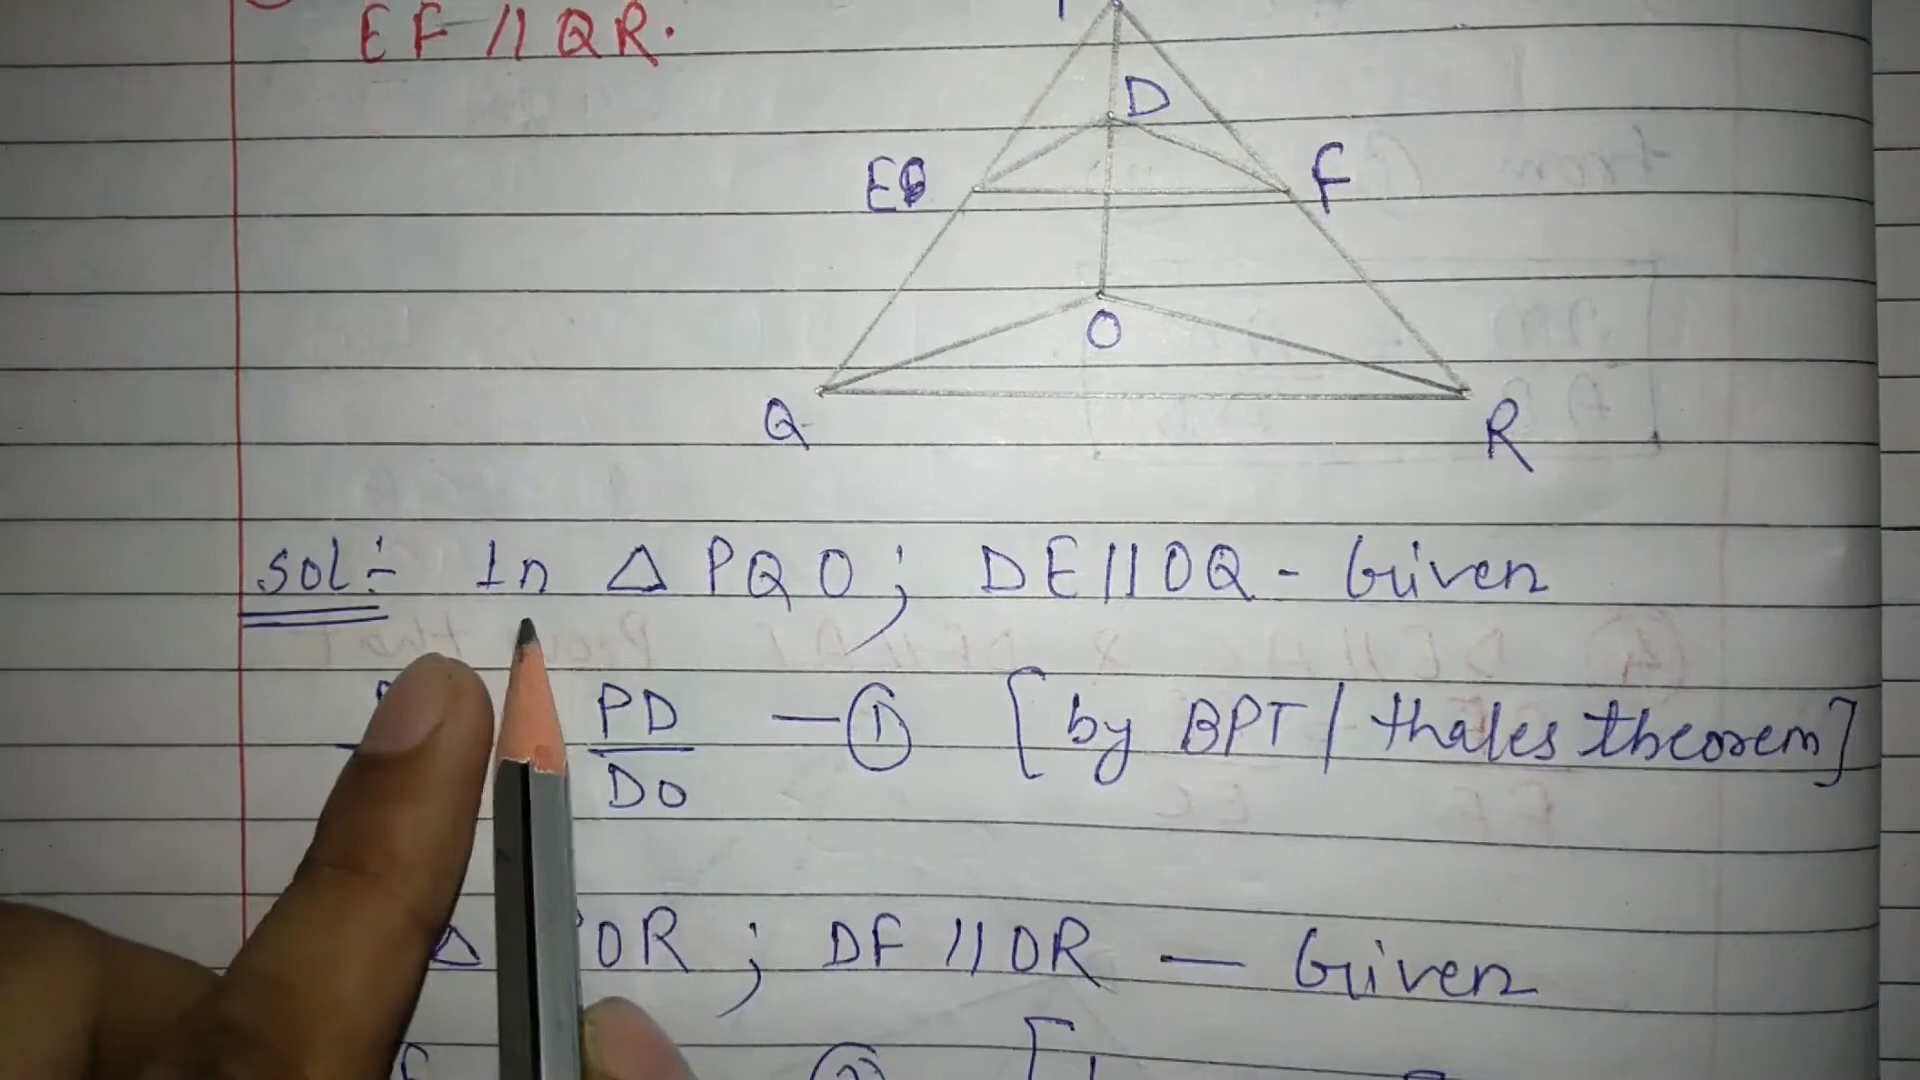 EF // QR.
D
E
F
O
Q
R
Sol:- In Δ PQO; DE//OQ - Given
PD — ① [by BPT / thales theorem]
DO
Δ OR; DF // OR — Given
②